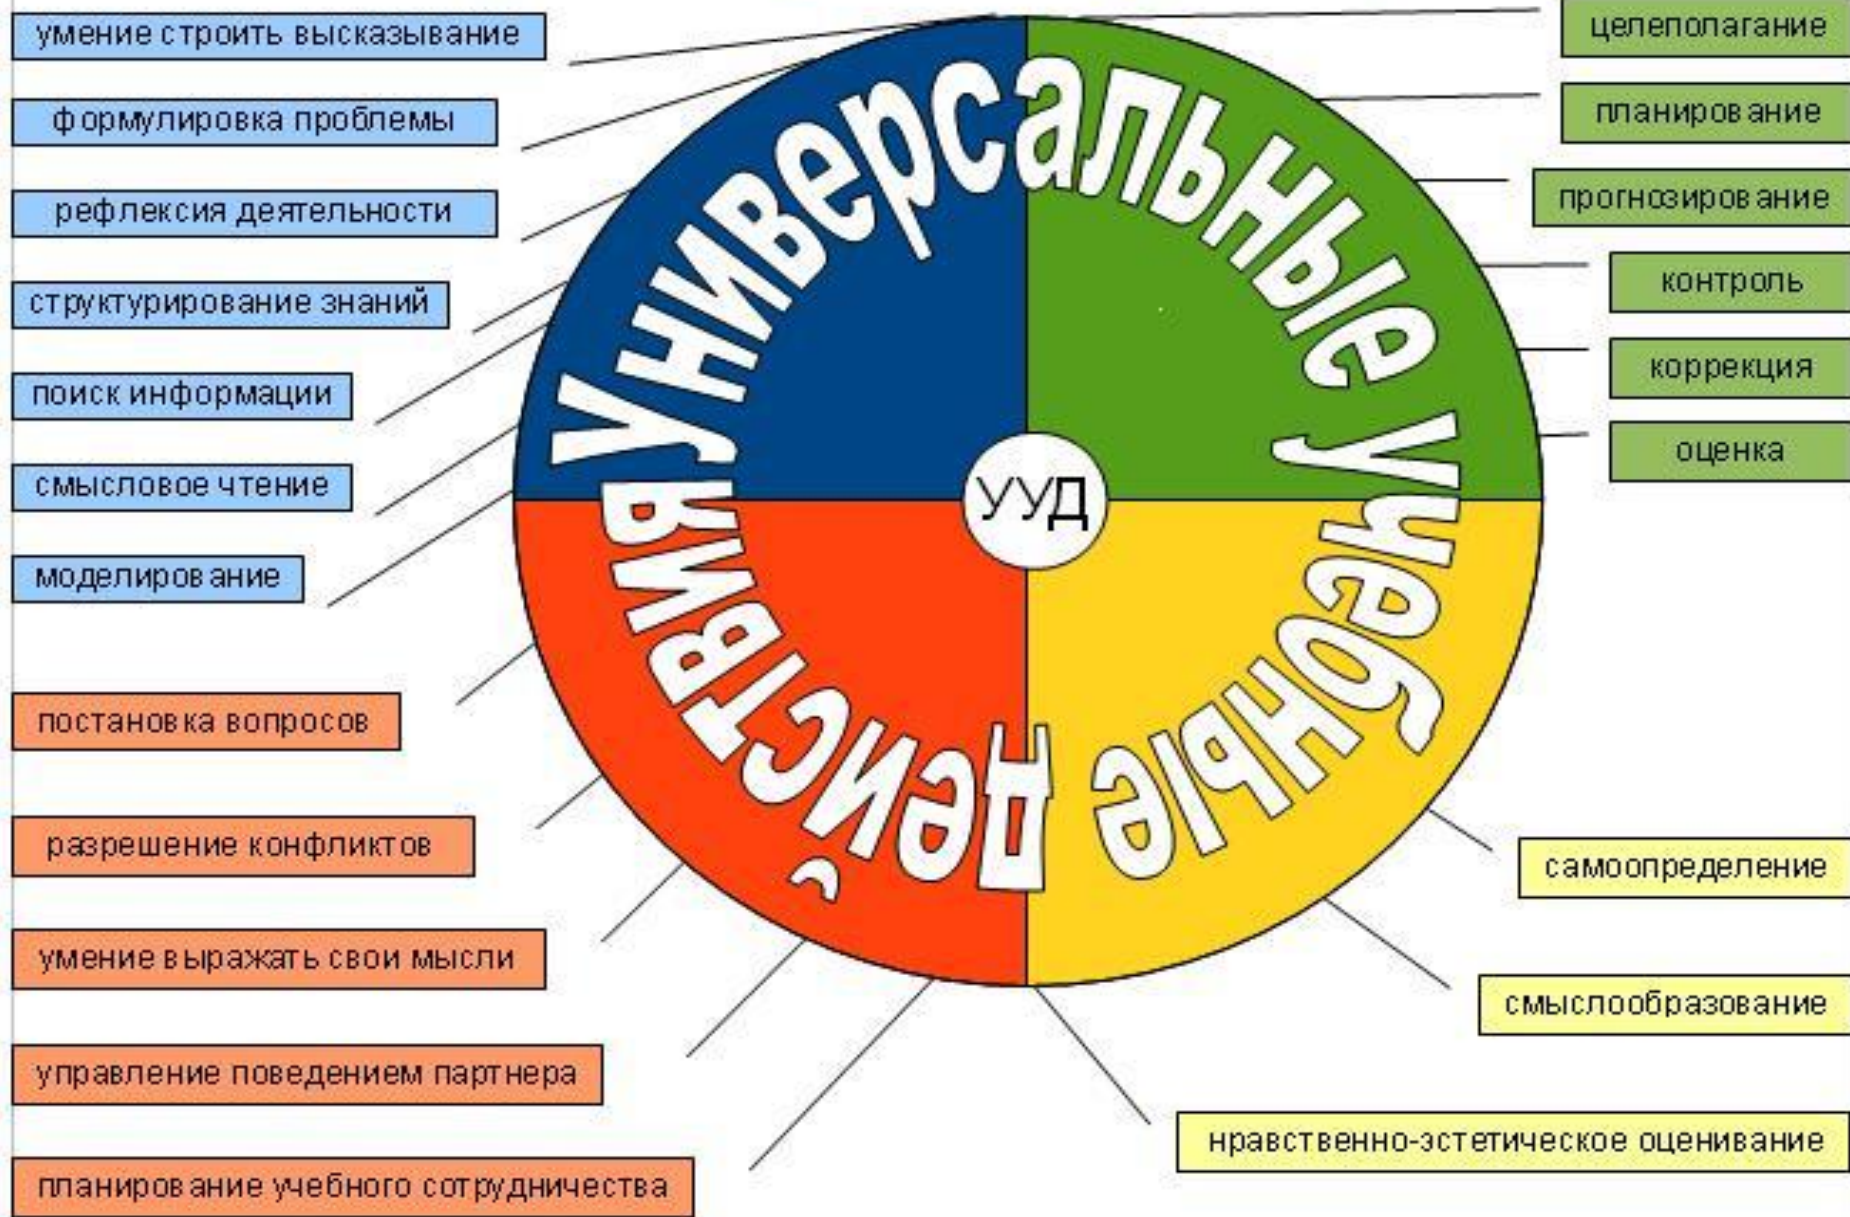 умение строить высказывание
формулировка проблемы
рефлексия деятельности
структурирование знаний
поиск информации
смысловое чтение
моделирование
постановка вопросов
разрешение конфликтов
умение выражать свои мысли
управление поведением партнера
планирование учебного сотрудничества
Универсальные учебные действия
УУД
целеполагание
планирование
прогнозирование
контроль
коррекция
оценка
самоопределение
смыслообразование
нравственно-эстетическое оценивание